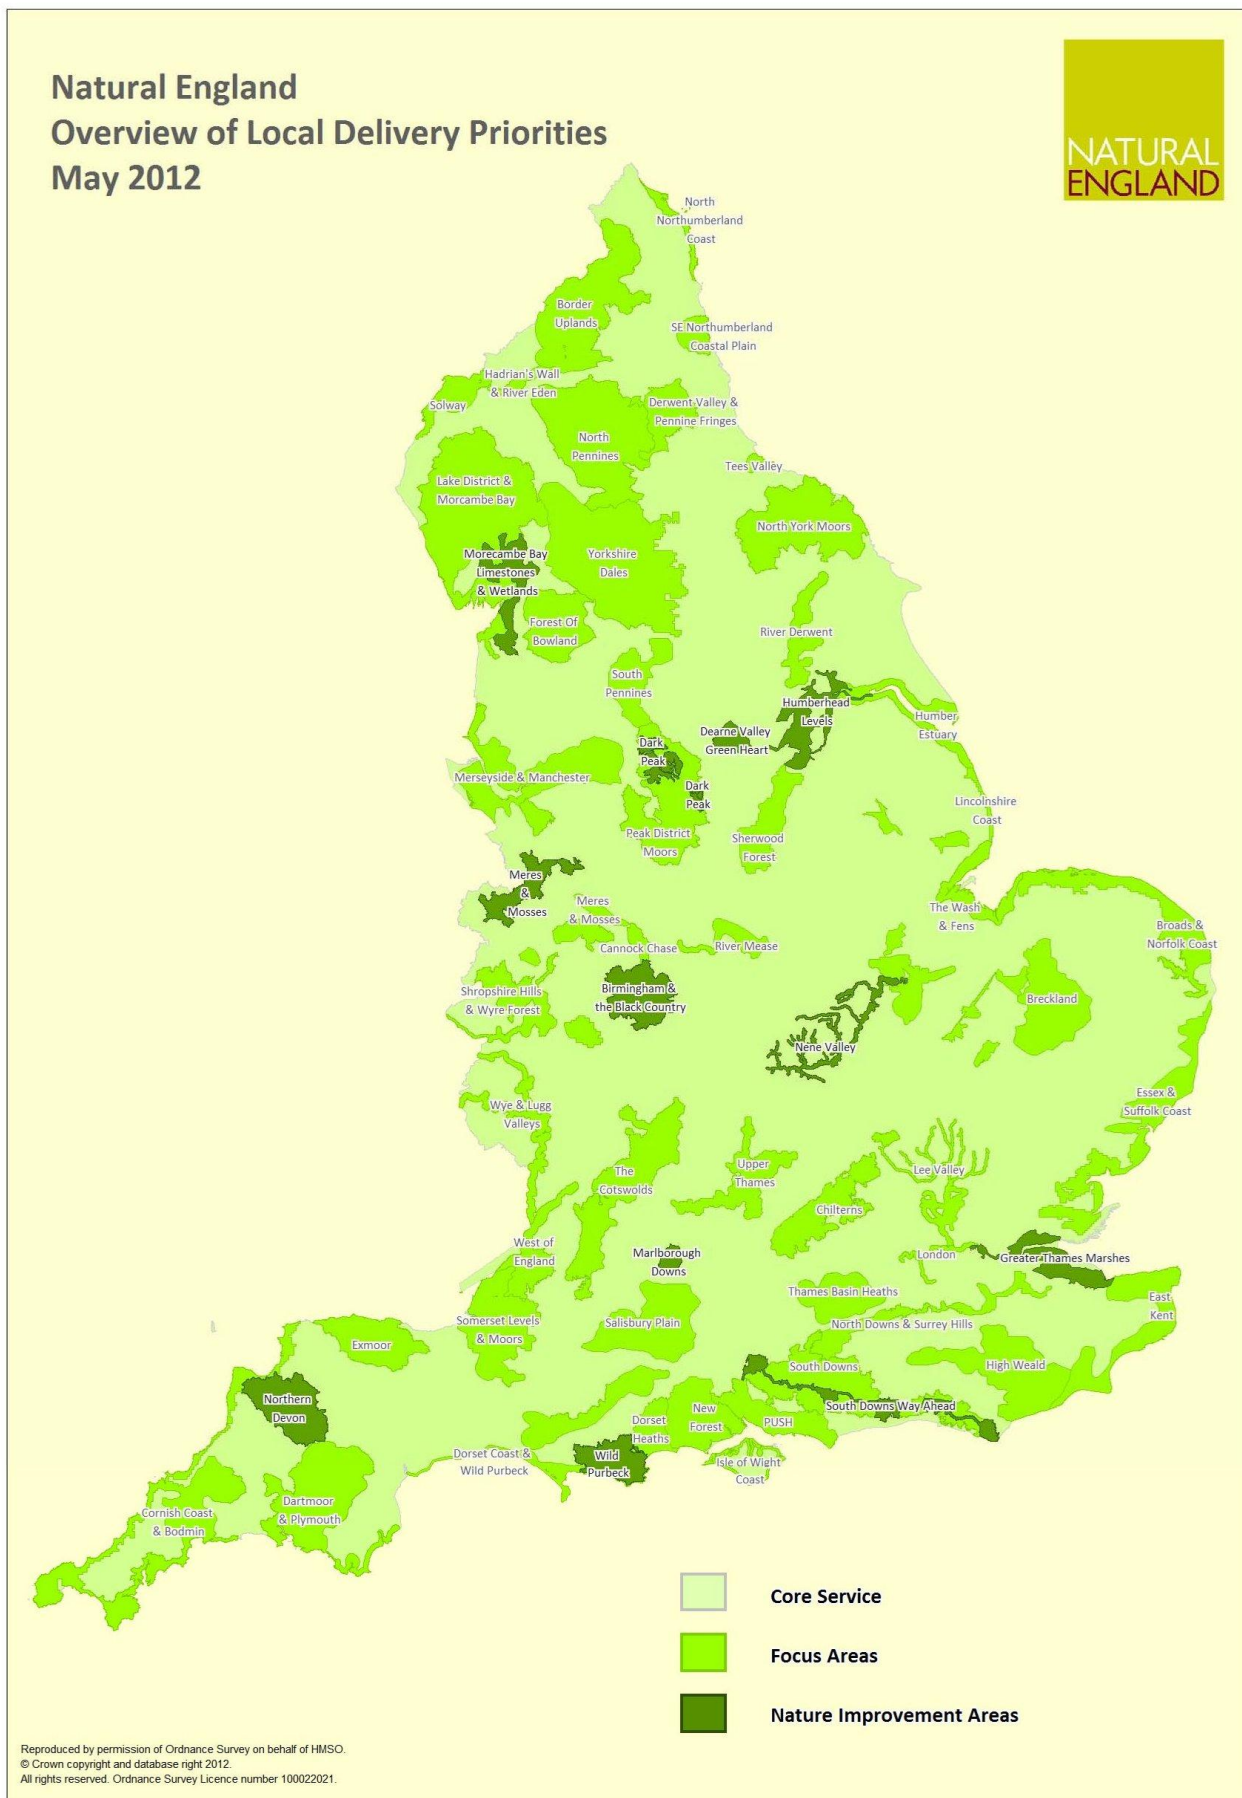 Natural England
Overview of Local Delivery Priorities
May 2012
NATURAL
ENGLAND
North
Northumberland
Coast
Border
Uplands
SE Northumberland
Coastal Plain
Hadrian's Wall
& River Eden
Solway
Derwent Valley &
Pennine Fringes
North
Pennines
Tees Valley
Lake District &
Morcambe Bay
North York Moors
Morecambe Bay
Limestones
& Wetlands
Yorkshire
Dales
Forest Of
Bowland
River Derwent
South
Pennines
Humberhead
Levels
Humber
Estuary
Dearne Valley
Green Heart
Dark
Peak
Merseyside & Manchester
Dark
Peak
Lincolnshire
Coast
Peak District
Moors
Sherwood
Forest
Meres
&
Mosses
Meres
& Mosses
The Wash
& Fens
Broads &
Norfolk Coast
Cannock Chase
River Mease
Shropshire Hills
& Wyre Forest
Birmingham &
the Black Country
Breckland
Nene Valley
Wye & Lugg
Valleys
Essex &
Suffolk Coast
The
Cotswolds
Upper
Thames
Lee Valley
Chilterns
West of
England
Marlborough
Downs
London
Greater Thames Marshes
Thames Basin Heaths
East
Kent
Somerset Levels
& Moors
Salisbury Plain
North Downs & Surrey Hills
Exmoor
South Downs
High Weald
Northern
Devon
South Downs Way Ahead
New
Forest
Dorset
Heaths
PUSH
Dorset Coast &
Wild Purbeck
Wild
Purbeck
Isle of Wight
Coast
Cornish Coast
& Bodmin
Dartmoor
& Plymouth
Core Service
Focus Areas
Nature Improvement Areas
Reproduced by permission of Ordnance Survey on behalf of HMSO.
© Crown copyright and database right 2012.
All rights reserved. Ordnance Survey Licence number 100022021.